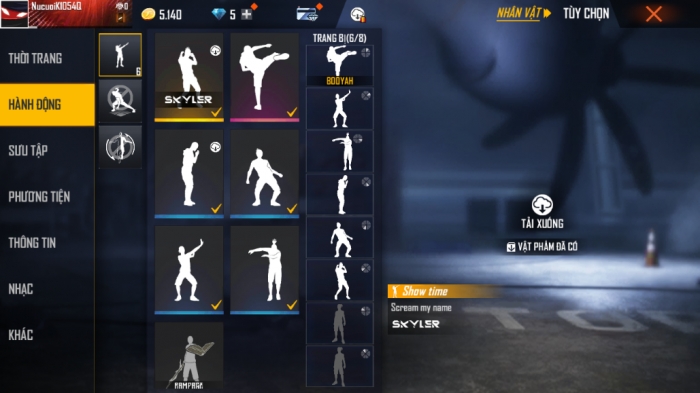 NucuoiK1054Q
5.140
5
NHÂN VẬT
TÙY CHỌN
THỜI TRANG
HÀNH ĐỘNG
SƯU TẬP
PHƯƠNG TIỆN
THÔNG TIN
NHẠC
KHÁC
6
SKYLER
RAMPAGE
TRANG BỊ(6/8)
BOOYAH
TẢI XUỐNG
VẬT PHẨM ĐÃ CÓ
Show time
Scream my name
SKYLER